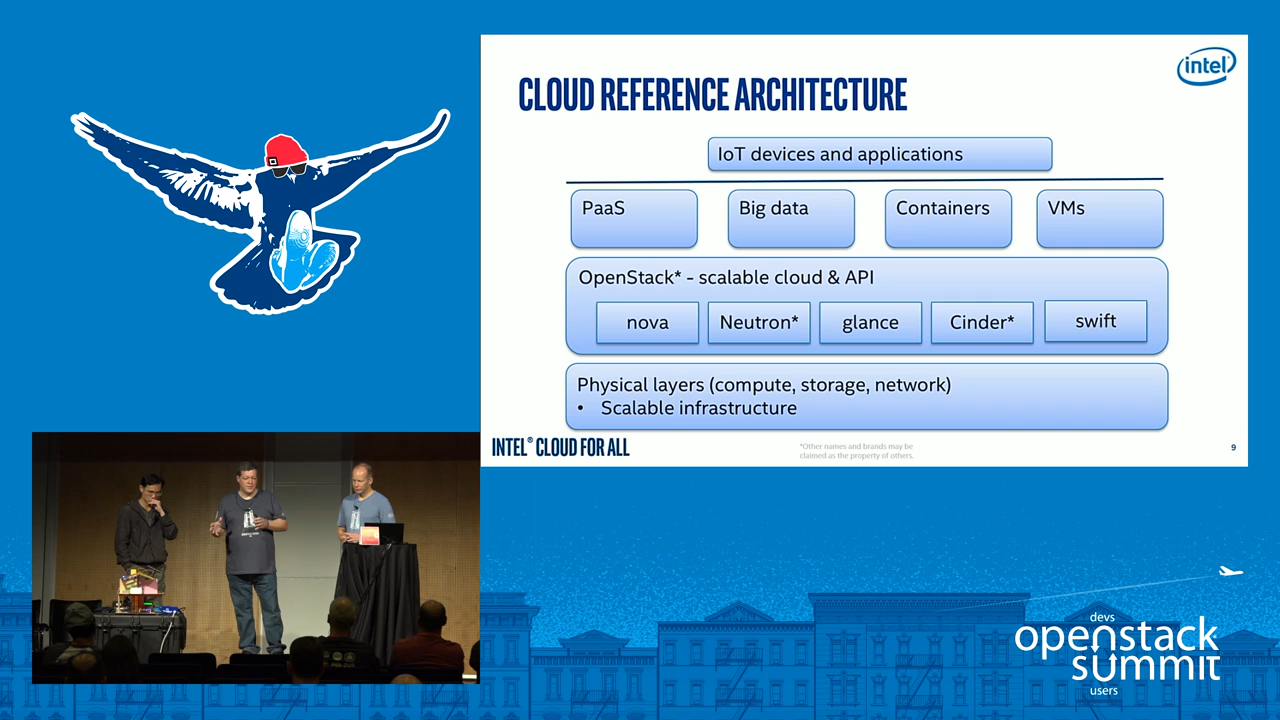 CLOUD REFERENCE ARCHITECTURE
intel
IoT devices and applications
PaaS
Big data
Containers
VMs
OpenStack* - scalable cloud & API
nova
Neutron*
glance
Cinder*
swift
Physical layers (compute, storage, network)
• Scalable infrastructure
INTEL® CLOUD FOR ALL
*Other names and brands may be
claimed as the property of others.
9
devs
openstack
summit
users